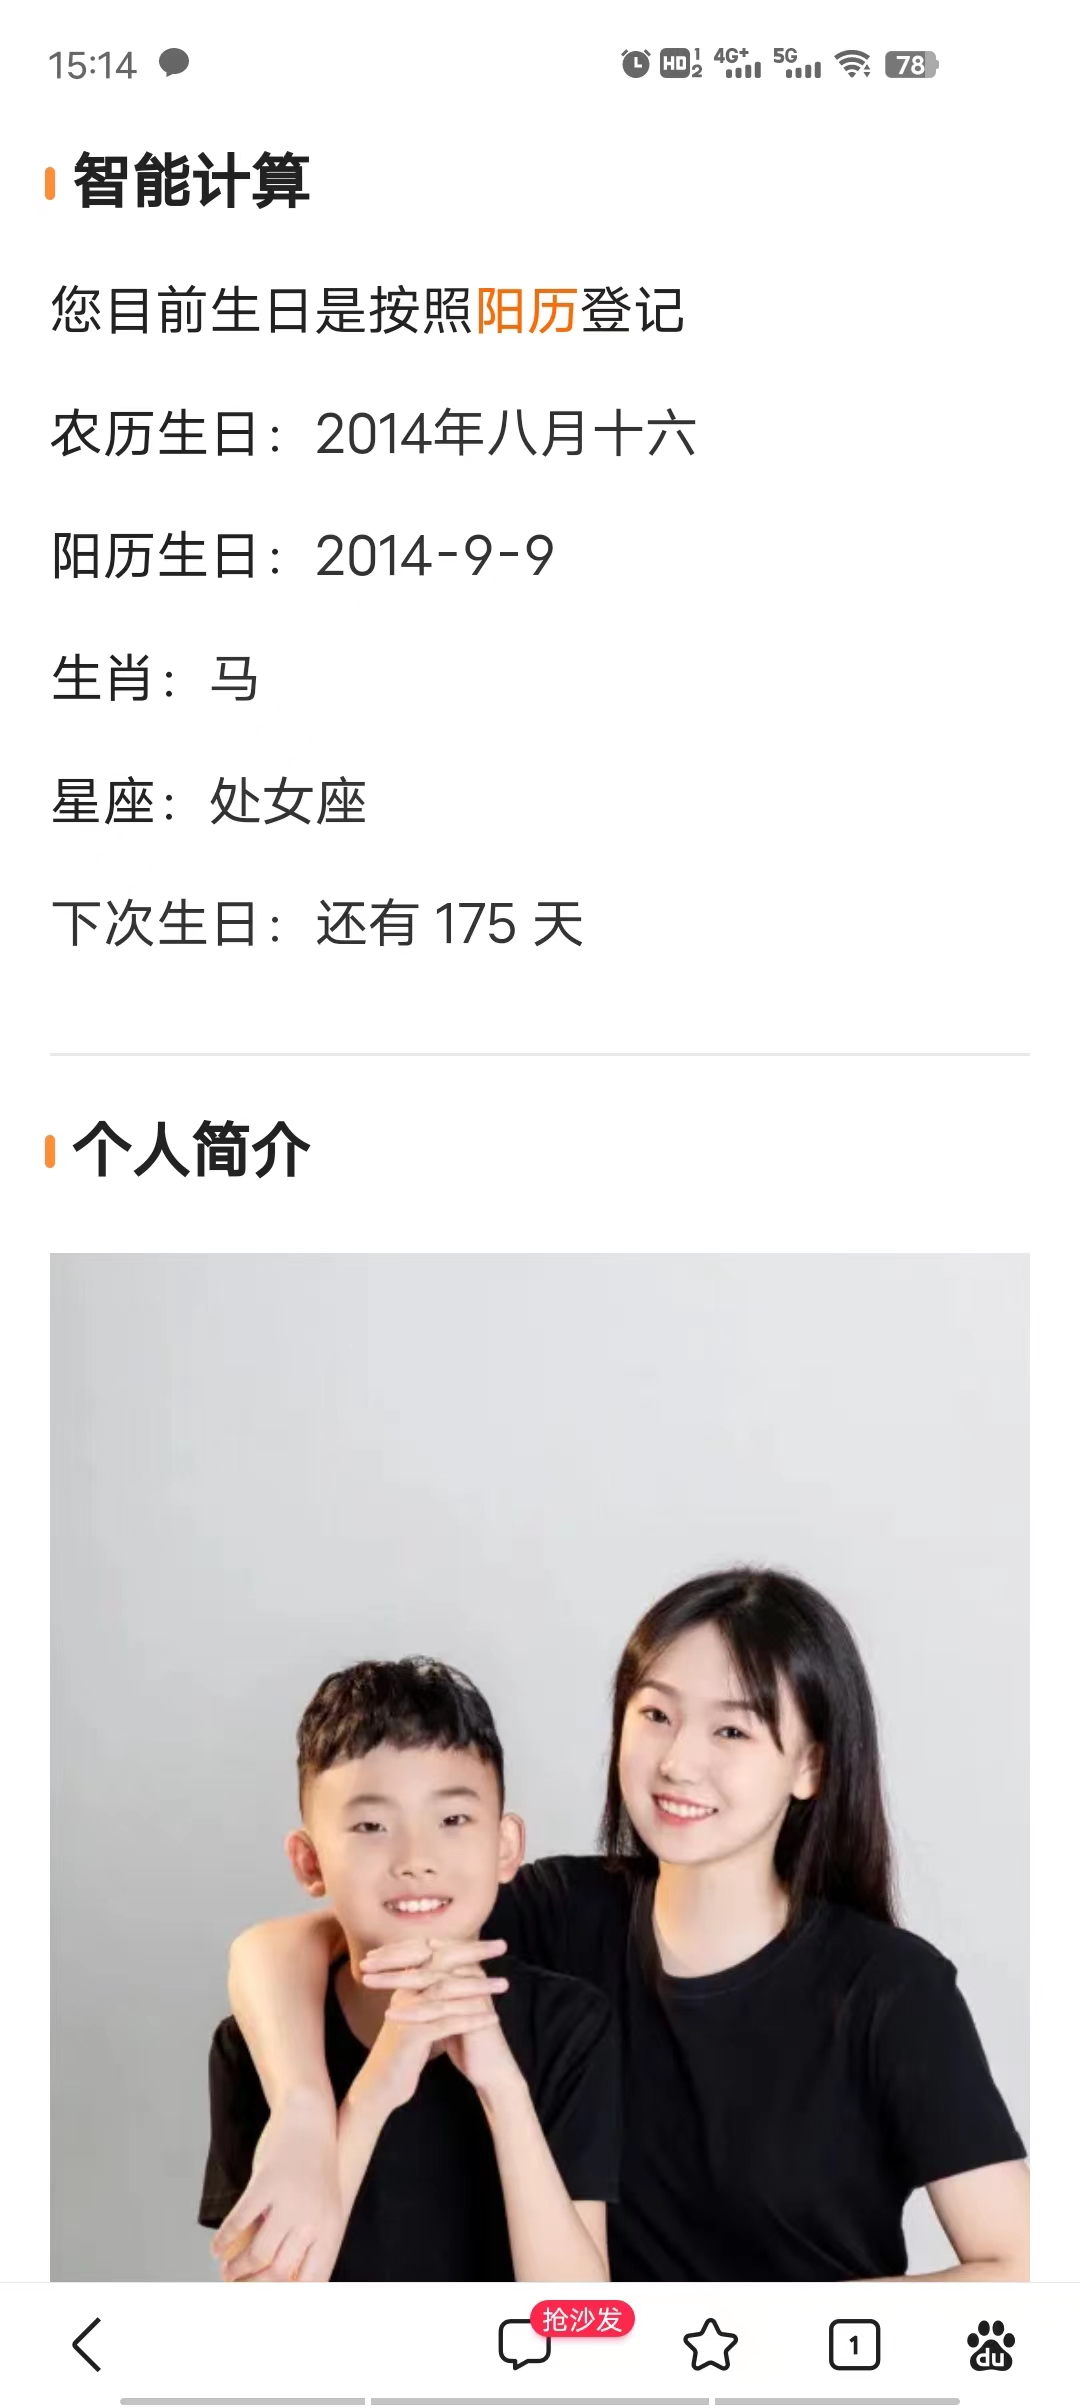 15:14 HD 1 2 4G+ 5G 78
智能计算
您目前生日是按照阳历登记
农历生日：2014年八月十六
阳历生日：2014-9-9
生肖：马
星座：处女座
下次生日：还有 175 天
个人简介
抢沙发
1
du